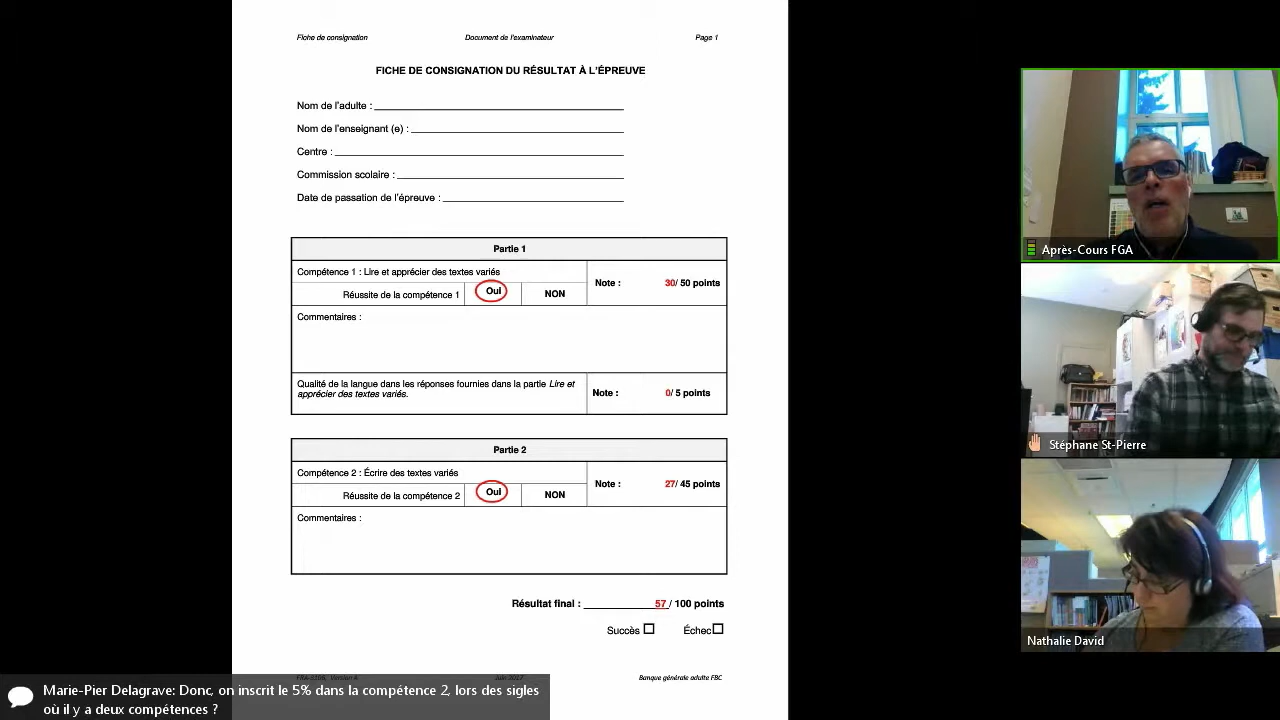 Fiche de consignation Document de l'examinateur Page 1
FICHE DE CONSIGNATION DU RÉSULTAT À L'ÉPREUVE
Nom de l'adulte :
Nom de l'enseignant (e) :
Centre :
Commission scolaire :
Date de passation de l'épreuve :
Partie 1
Compétence 1 : Lire et apprécier des textes variés
Note : 30/ 50 points
Réussite de la compétence 1 Oui NON
Commentaires :
Qualité de la langue dans les réponses fournies dans la partie Lire et
apprécier des textes variés.
Note : 0/ 5 points
Partie 2
Compétence 2 : Écrire des textes variés
Note : 27/ 45 points
Réussite de la compétence 2 Oui NON
Commentaires :
Résultat final : 57 / 100 points
Succès Échec
Juin 2017 Banque générale adulte FBC
Après-Cours FGA
Stéphane St-Pierre
Nathalie David
Marie-Pier Delagrave: Donc, on inscrit le 5% dans la compétence 2, lors des sigles
où il y a deux compétences ?